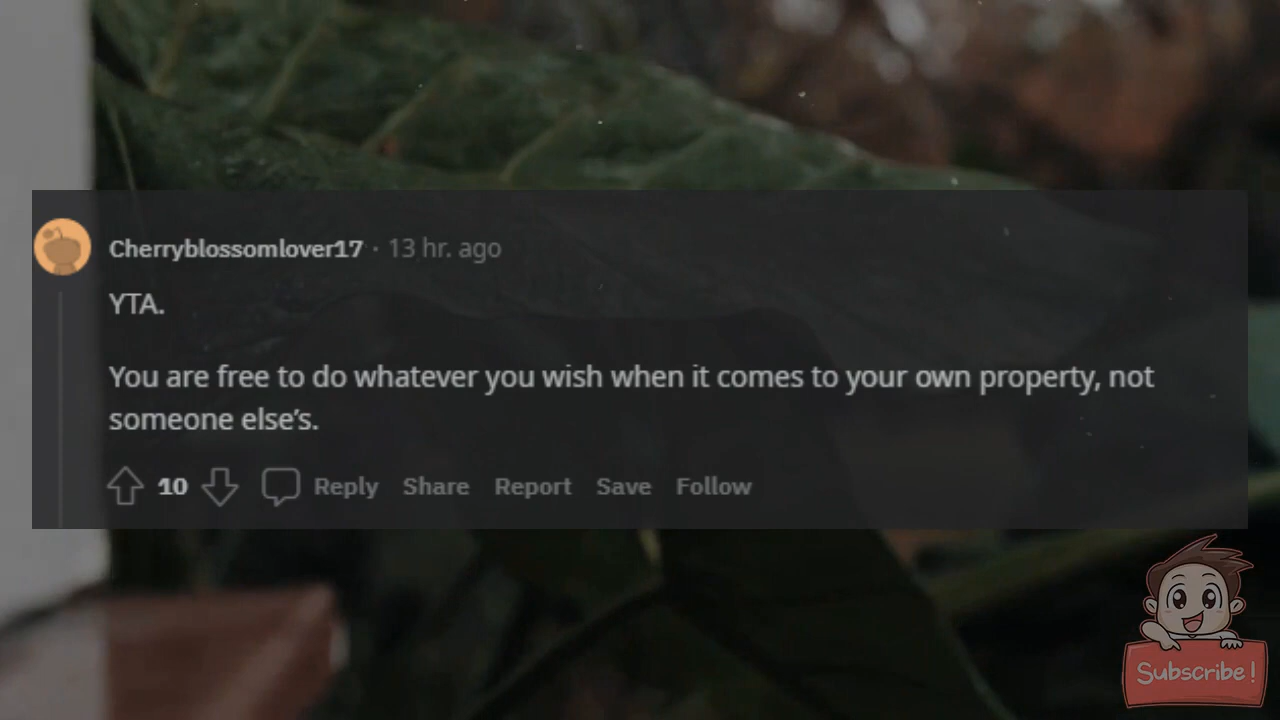 Cherryblossomlover17 · 13 hr. ago
YTA.
You are free to do whatever you wish when it comes to your own property, not
someone else’s.
10 Reply Share Report Save Follow
Subscribe!